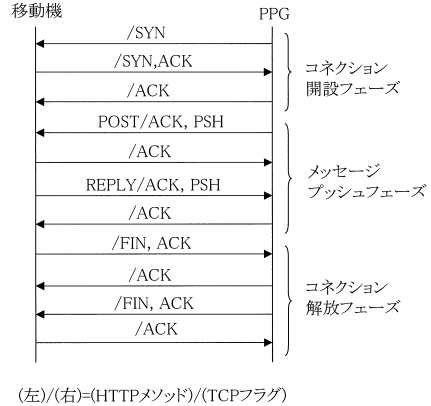 移動機
PPG
/SYN
/SYN,ACK
/ACK
コネクション
開設フェーズ
POST/ACK, PSH
/ACK
REPLY/ACK, PSH
/ACK
メッセージ
プッシュフェーズ
/FIN, ACK
/ACK
/FIN, ACK
/ACK
コネクション
解放フェーズ
(左)/(右)=(HTTPメソッド)/(TCPフラグ)